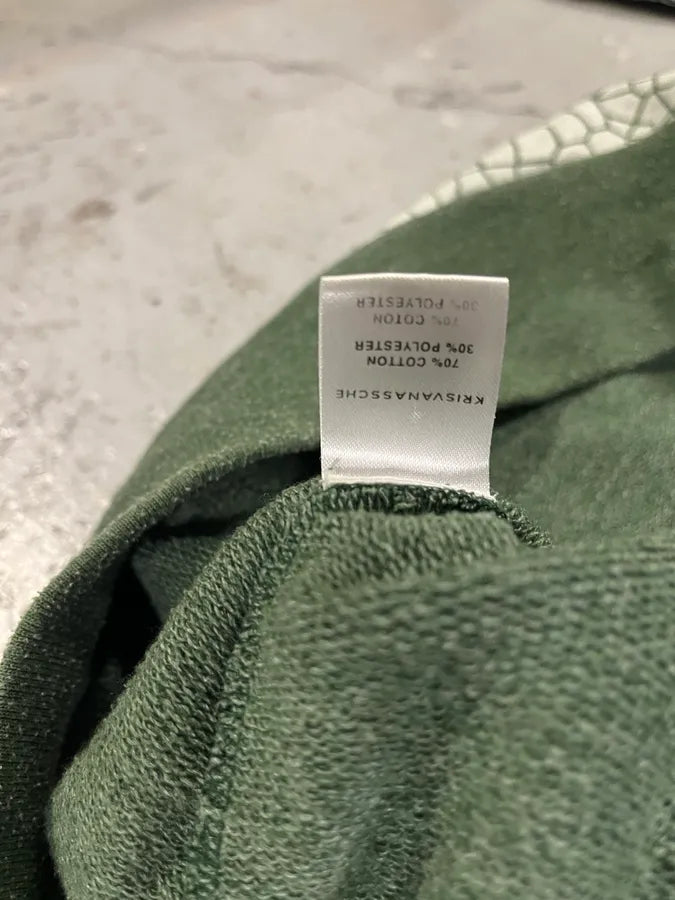 KRISVANASSCHE
70% COTTON
30% POLYESTER
70% COTON
30% POLYESTER